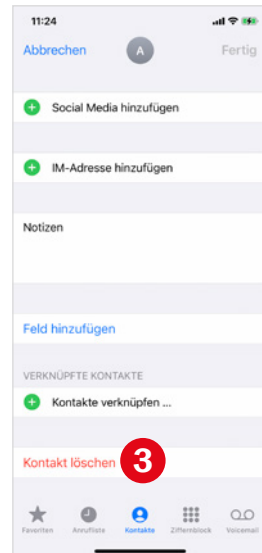 11:24
Abbrechen
A
Fertig
Social Media hinzufügen
IM-Adresse hinzufügen
Notizen
Feld hinzufügen
VERKNÜPFTE KONTAKTE
Kontakte verknüpfen ...
Kontakt löschen
3
Favoriten Anrufliste Kontakte Ziffernblock Voicemail